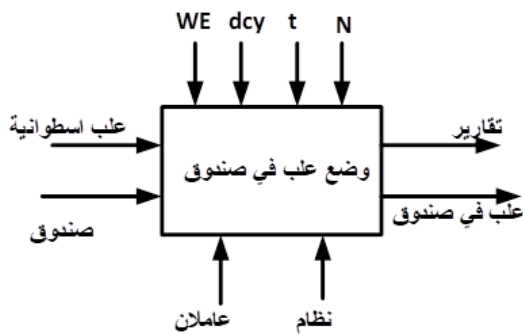 WE dcy t N
علب اسطوانية
تقارير
وضع علب في صندوق
علب في صندوق
صندوق
عاملان
نظام